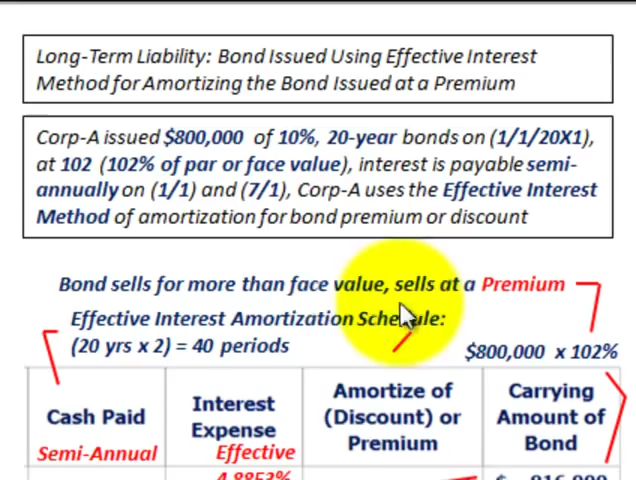 Long-Term Liability: Bond Issued Using Effective Interest
Method for Amortizing the Bond Issued at a Premium
Corp-A issued $800,000 of 10%, 20-year bonds on (1/1/20X1),
at 102 (102% of par or face value), interest is payable semi-
annually on (1/1) and (7/1), Corp-A uses the Effective Interest
Method of amortization for bond premium or discount
Bond sells for more than face value, sells at a Premium
Effective Interest Amortization Schedule:
(20 yrs x 2) = 40 periods
$800,000 x 102%
Cash Paid
Semi-Annual
Interest
Expense
Effective
4.8853%
Amortize of
(Discount) or
Premium
Carrying
Amount of
Bond
$ 816,000